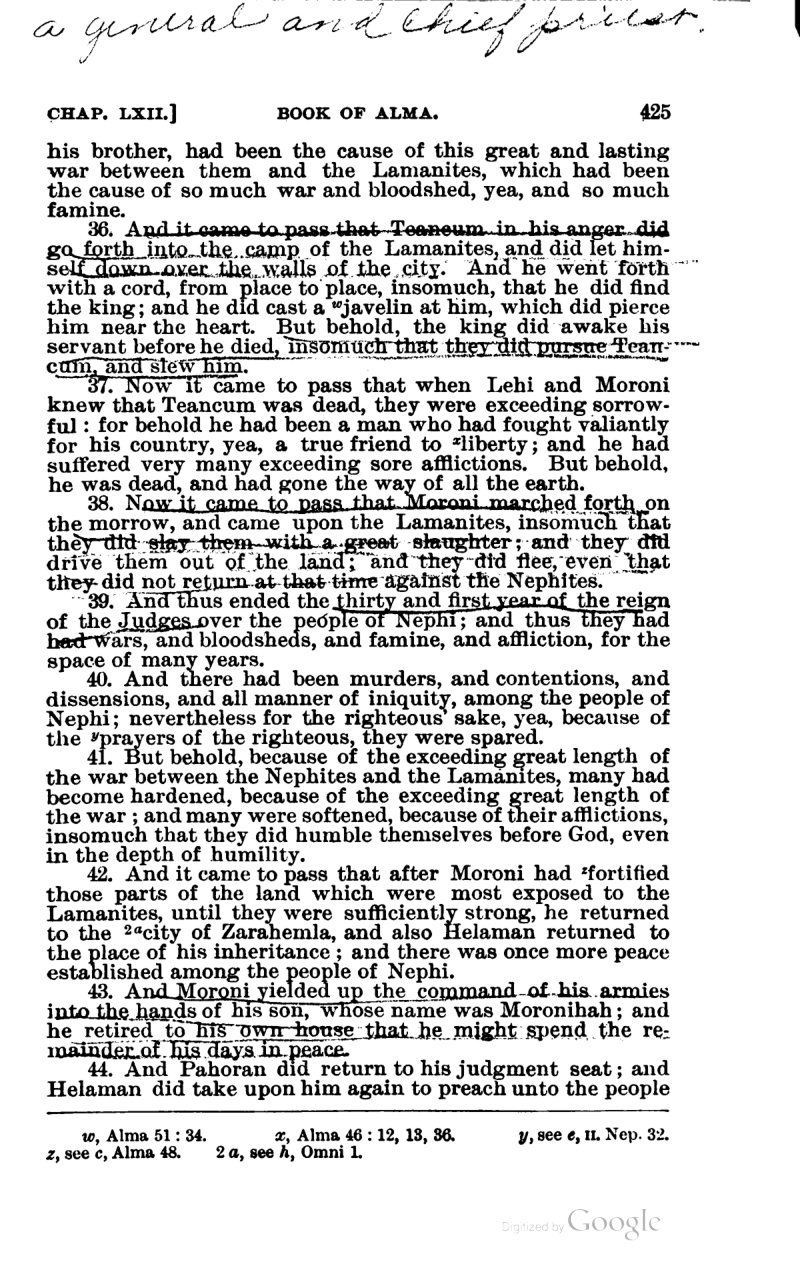 a general and chief priest.
CHAP. LXII.] BOOK OF ALMA. 425
his brother, had been the cause of this great and lasting
war between them and the Lamanites, which had been
the cause of so much war and bloodshed, yea, and so much
famine.
36. And it came to pass that Teancum in his anger did
go forth into the camp of the Lamanites, and did let him-
self down over the walls of the city. And he went forth
with a cord, from place to place, insomuch, that he did find
the king; and he did cast a ʷjavelin at him, which did pierce
him near the heart. But behold, the king did awake his
servant before he died, insomuch that they did pursue Tean-
cum, and slew him.
37. Now it came to pass that when Lehi and Moroni
knew that Teancum was dead, they were exceeding sorrow-
ful : for behold he had been a man who had fought valiantly
for his country, yea, a true friend to ˣliberty; and he had
suffered very many exceeding sore afflictions. But behold,
he was dead, and had gone the way of all the earth.
38. Now it came to pass that Moroni marched forth on
the morrow, and came upon the Lamanites, insomuch that
they did slay them with a great slaughter; and they did
drive them out of the land; and they did flee, even that
they did not return at that time against the Nephites.
39. And thus ended the thirty and first year of the reign
of the Judges over the people of Nephi; and thus they had
had wars, and bloodsheds, and famine, and affliction, for the
space of many years.
40. And there had been murders, and contentions, and
dissensions, and all manner of iniquity, among the people of
Nephi; nevertheless for the righteous' sake, yea, because of
the ʸprayers of the righteous, they were spared.
41. But behold, because of the exceeding great length of
the war between the Nephites and the Lamanites, many had
become hardened, because of the exceeding great length of
the war ; and many were softened, because of their afflictions,
insomuch that they did humble themselves before God, even
in the depth of humility.
42. And it came to pass that after Moroni had ᶻfortified
those parts of the land which were most exposed to the
Lamanites, until they were sufficiently strong, he returned
to the ²ᵃcity of Zarahemla, and also Helaman returned to
the place of his inheritance ; and there was once more peace
established among the people of Nephi.
43. And Moroni yielded up the command of his armies
into the hands of his son, whose name was Moronihah ; and
he retired to his own house that he might spend the re-
mainder of his days in peace.
44. And Pahoran did return to his judgment seat ; and
Helaman did take upon him again to preach unto the people
w, Alma 51 : 34. x, Alma 46 : 12, 13, 36. y, see e, II. Nep. 32.
z, see c, Alma 48. 2 a, see h, Omni 1.
Digitized by Google